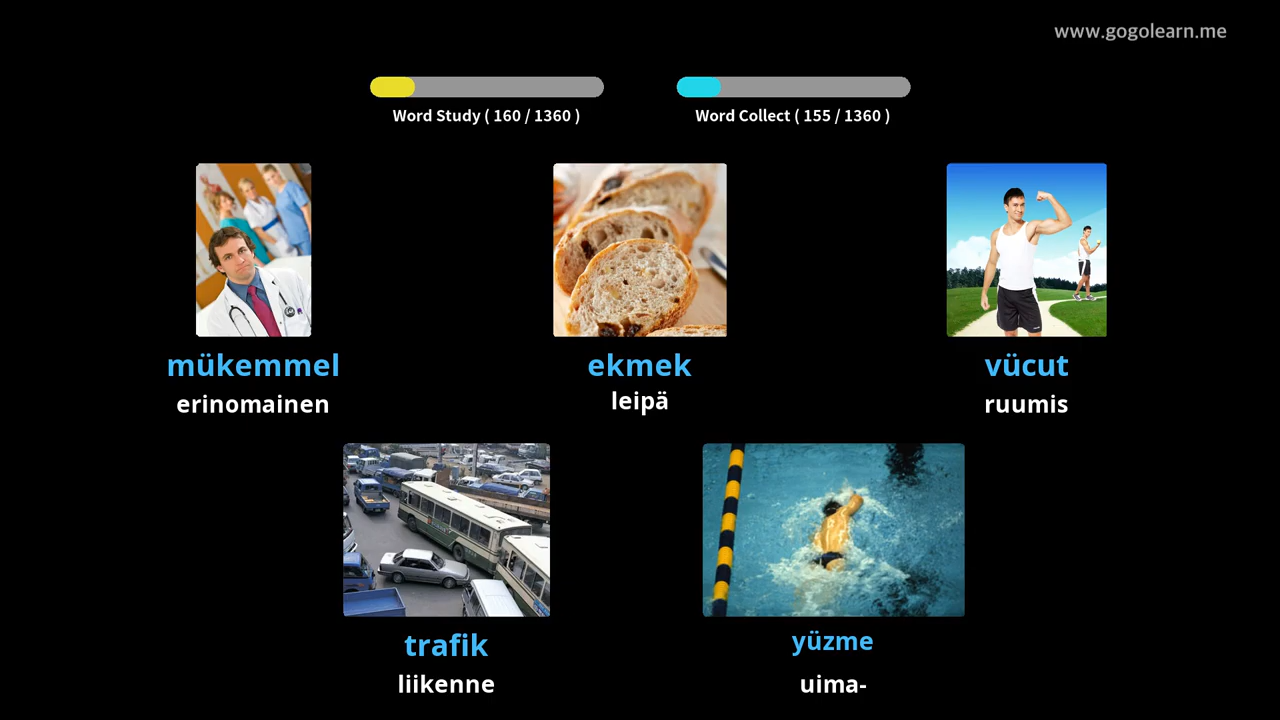 www.gogolearn.me
Word Study ( 160 / 1360 )
Word Collect ( 155 / 1360 )
mükemmel
erinomainen
ekmek
leipä
vücut
ruumis
trafik
liikenne
yüzme
uima-